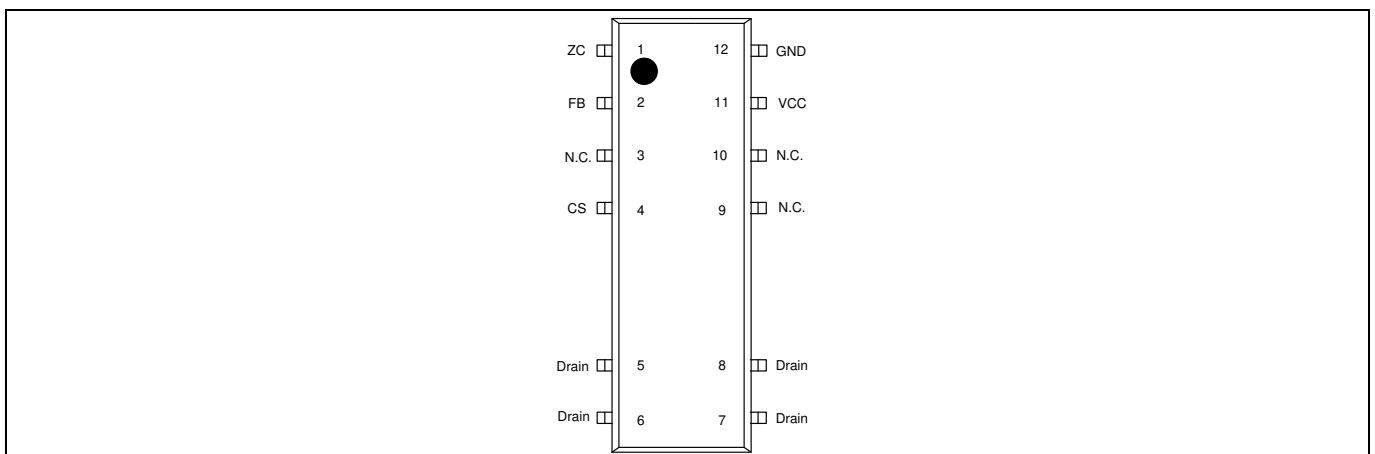 ZC 1 12 GND
FB 2 11 VCC
N.C. 3 10 N.C.
CS 4 9 N.C.
Drain 5 8 Drain
Drain 6 7 Drain